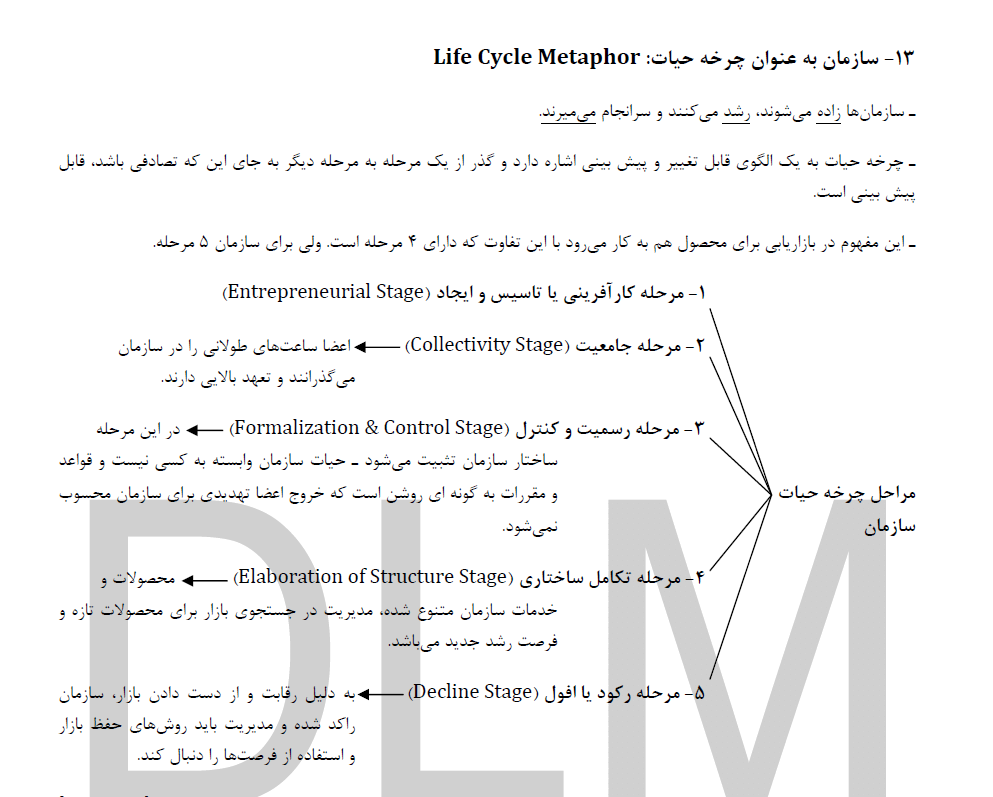 ۱۳- سازمان به عنوان چرخه حیات: Life Cycle Metaphor
ـ سازمان‌ها زاده می‌شوند، رشد می‌کنند و سرانجام می‌میرند.
ـ چرخه حیات به یک الگوی قابل تغییر و پیش بینی اشاره دارد و گذر از یک مرحله به مرحله دیگر به جای این که تصادفی باشد، قابل
پیش بینی است.
ـ این مفهوم در بازاریابی برای محصول هم به کار می‌رود با این تفاوت که دارای ۴ مرحله است. ولی برای سازمان ۵ مرحله.
مراحل چرخه حیات
سازمان
۱- مرحله کارآفرینی یا تاسیس و ایجاد (Entrepreneurial Stage)
۲- مرحله جامعیت (Collectivity Stage) اعضا ساعت‌های طولانی را در سازمان
می‌گذرانند و تعهد بالایی دارند.
۳- مرحله رسمیت و کنترل (Formalization & Control Stage) در این مرحله
ساختار سازمان تثبیت می‌شود ـ حیات سازمان وابسته به کسی نیست و قواعد
و مقررات به گونه ای روشن است که خروج اعضا تهدیدی برای سازمان محسوب
نمی‌شود.
۴- مرحله تکامل ساختاری (Elaboration of Structure Stage) محصولات و
خدمات سازمان متنوع شده، مدیریت در جستجوی بازار برای محصولات تازه و
فرصت رشد جدید می‌باشد.
۵- مرحله رکود یا افول (Decline Stage) به دلیل رقابت و از دست دادن بازار، سازمان
راکد شده و مدیریت باید روش‌های حفظ بازار
و استفاده از فرصت‌ها را دنبال کند.
DLM